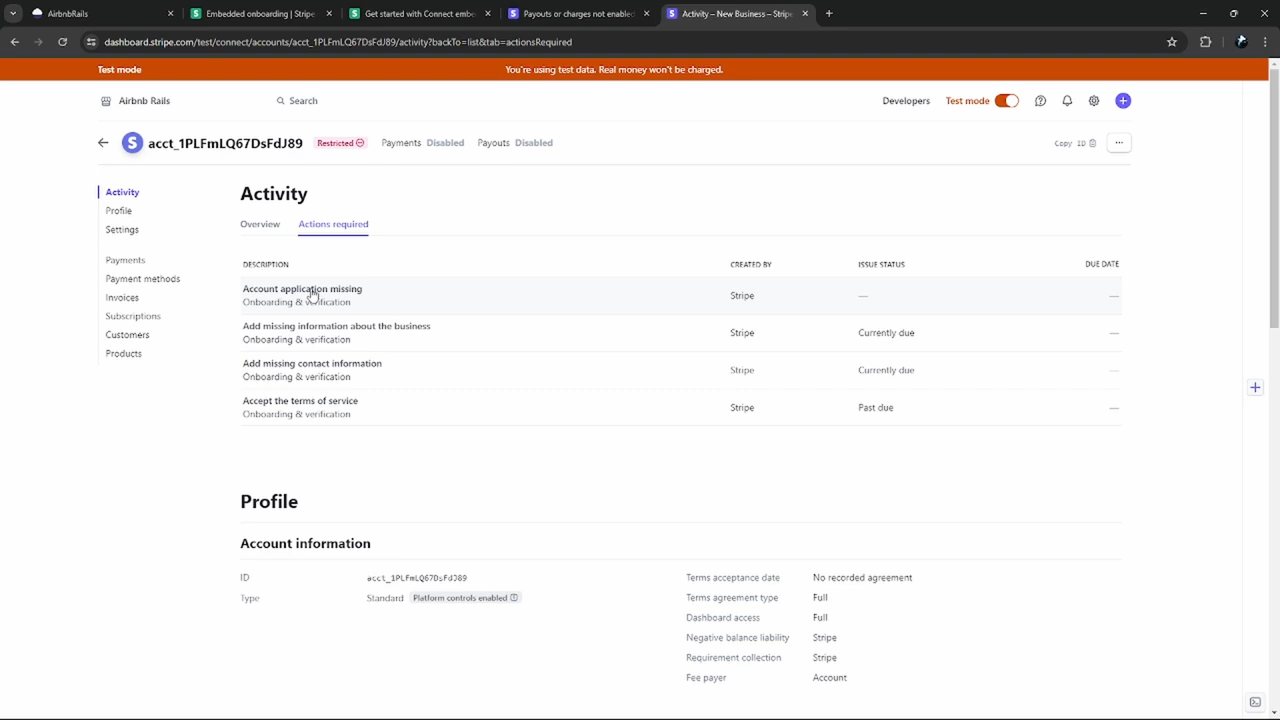 AirbnbRails
Embedded onboarding | Stripe
Get started with Connect embe
Payouts or charges not enabled
Activity – New Business – Stripe
dashboard.stripe.com/test/connect/accounts/acct_1PLFmLQ67DsFdJ89/activity?backTo=list&tab=actionsRequired
Test mode
You're using test data. Real money won't be charged.
Airbnb Rails
Search
Developers
Test mode
acct_1PLFmLQ67DsFdJ89
Restricted
Payments Disabled
Payouts Disabled
Copy ID
Activity
Profile
Settings
Payments
Payment methods
Invoices
Subscriptions
Customers
Products
Activity
Overview
Actions required
DESCRIPTION
CREATED BY
ISSUE STATUS
DUE DATE
Account application missing
Onboarding & verification
Stripe
—
—
Add missing information about the business
Onboarding & verification
Stripe
Currently due
—
Add missing contact information
Onboarding & verification
Stripe
Currently due
—
Accept the terms of service
Onboarding & verification
Stripe
Past due
—
Profile
Account information
ID
acct_1PLFmLQ67DsFdJ89
Type
Standard
Platform controls enabled
Terms acceptance date
No recorded agreement
Terms agreement type
Full
Dashboard access
Full
Negative balance liability
Stripe
Requirement collection
Stripe
Fee payer
Account